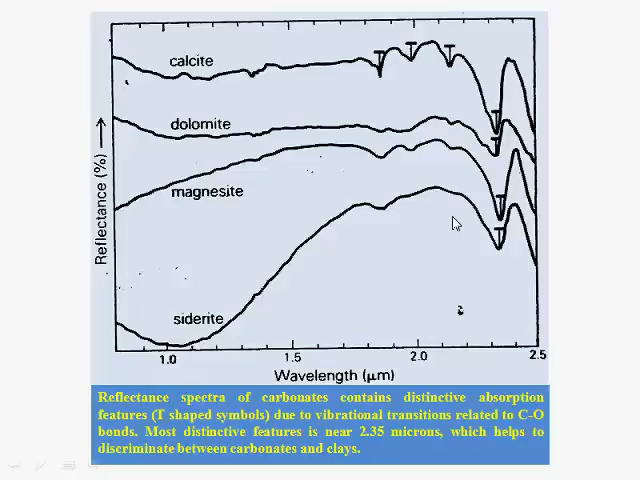 calcite
dolomite
magnesite
siderite
Reflectance (%)
1.0 1.5 2.0 2.5
Wavelength (μm)
Reflectance spectra of carbonates contains distinctive absorption
features (T shaped symbols) due to vibrational transitions related to C-O
bonds. Most distinctive features is near 2.35 microns, which helps to
discriminate between carbonates and clays.